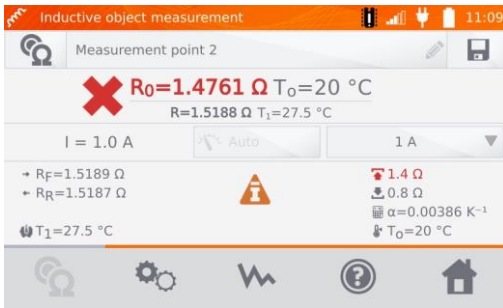 Inductive object measurement 11:09
Measurement point 2
R₀=1.4761 Ω T₀=20 °C
R=1.5188 Ω T₁=27.5 °C
I = 1.0 A Auto 1 A
R_F=1.5189 Ω 1.4 Ω
R_R=1.5187 Ω 0.8 Ω
α=0.00386 K⁻¹
T₁=27.5 °C T₀=20 °C